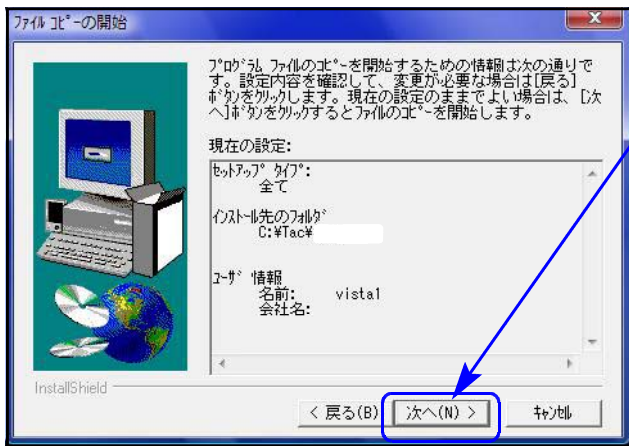 ファイル コピーの開始
プログラム ファイルのコピーを開始するための情報は次の通りで
す。設定内容を確認して、変更が必要な場合は[戻る]
ボタンをクリックします。現在の設定のままでよい場合は、[次
へ]ボタンをクリックするとファイルのコピーを開始します。
現在の設定:
セットアップ タイプ:
全て
インストール先のフォルダ
C:¥Tac¥
ユーザ情報
名前: vista1
会社名:
InstallShield
< 戻る(B)
次へ(N) >
キャンセル